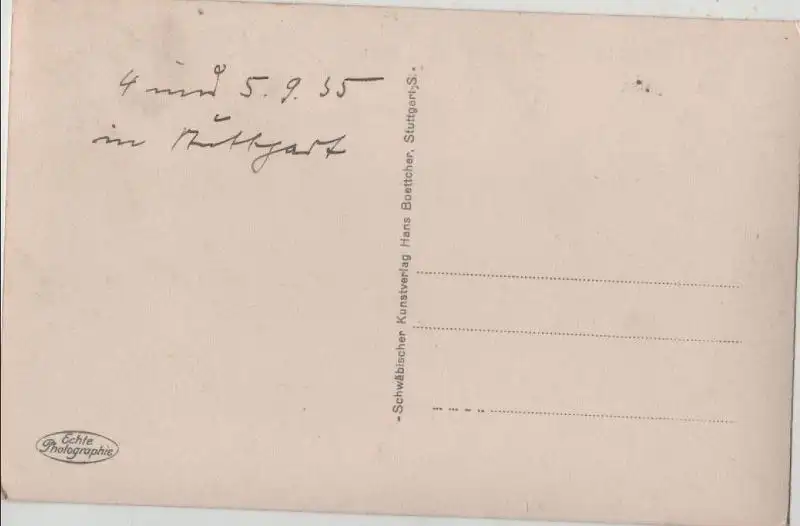 4 und 5. 9. 35
in Stuttgart
- Schwäbischer Kunstverlag Hans Boettcher, Stuttgart-S. -
Echte
Photographie